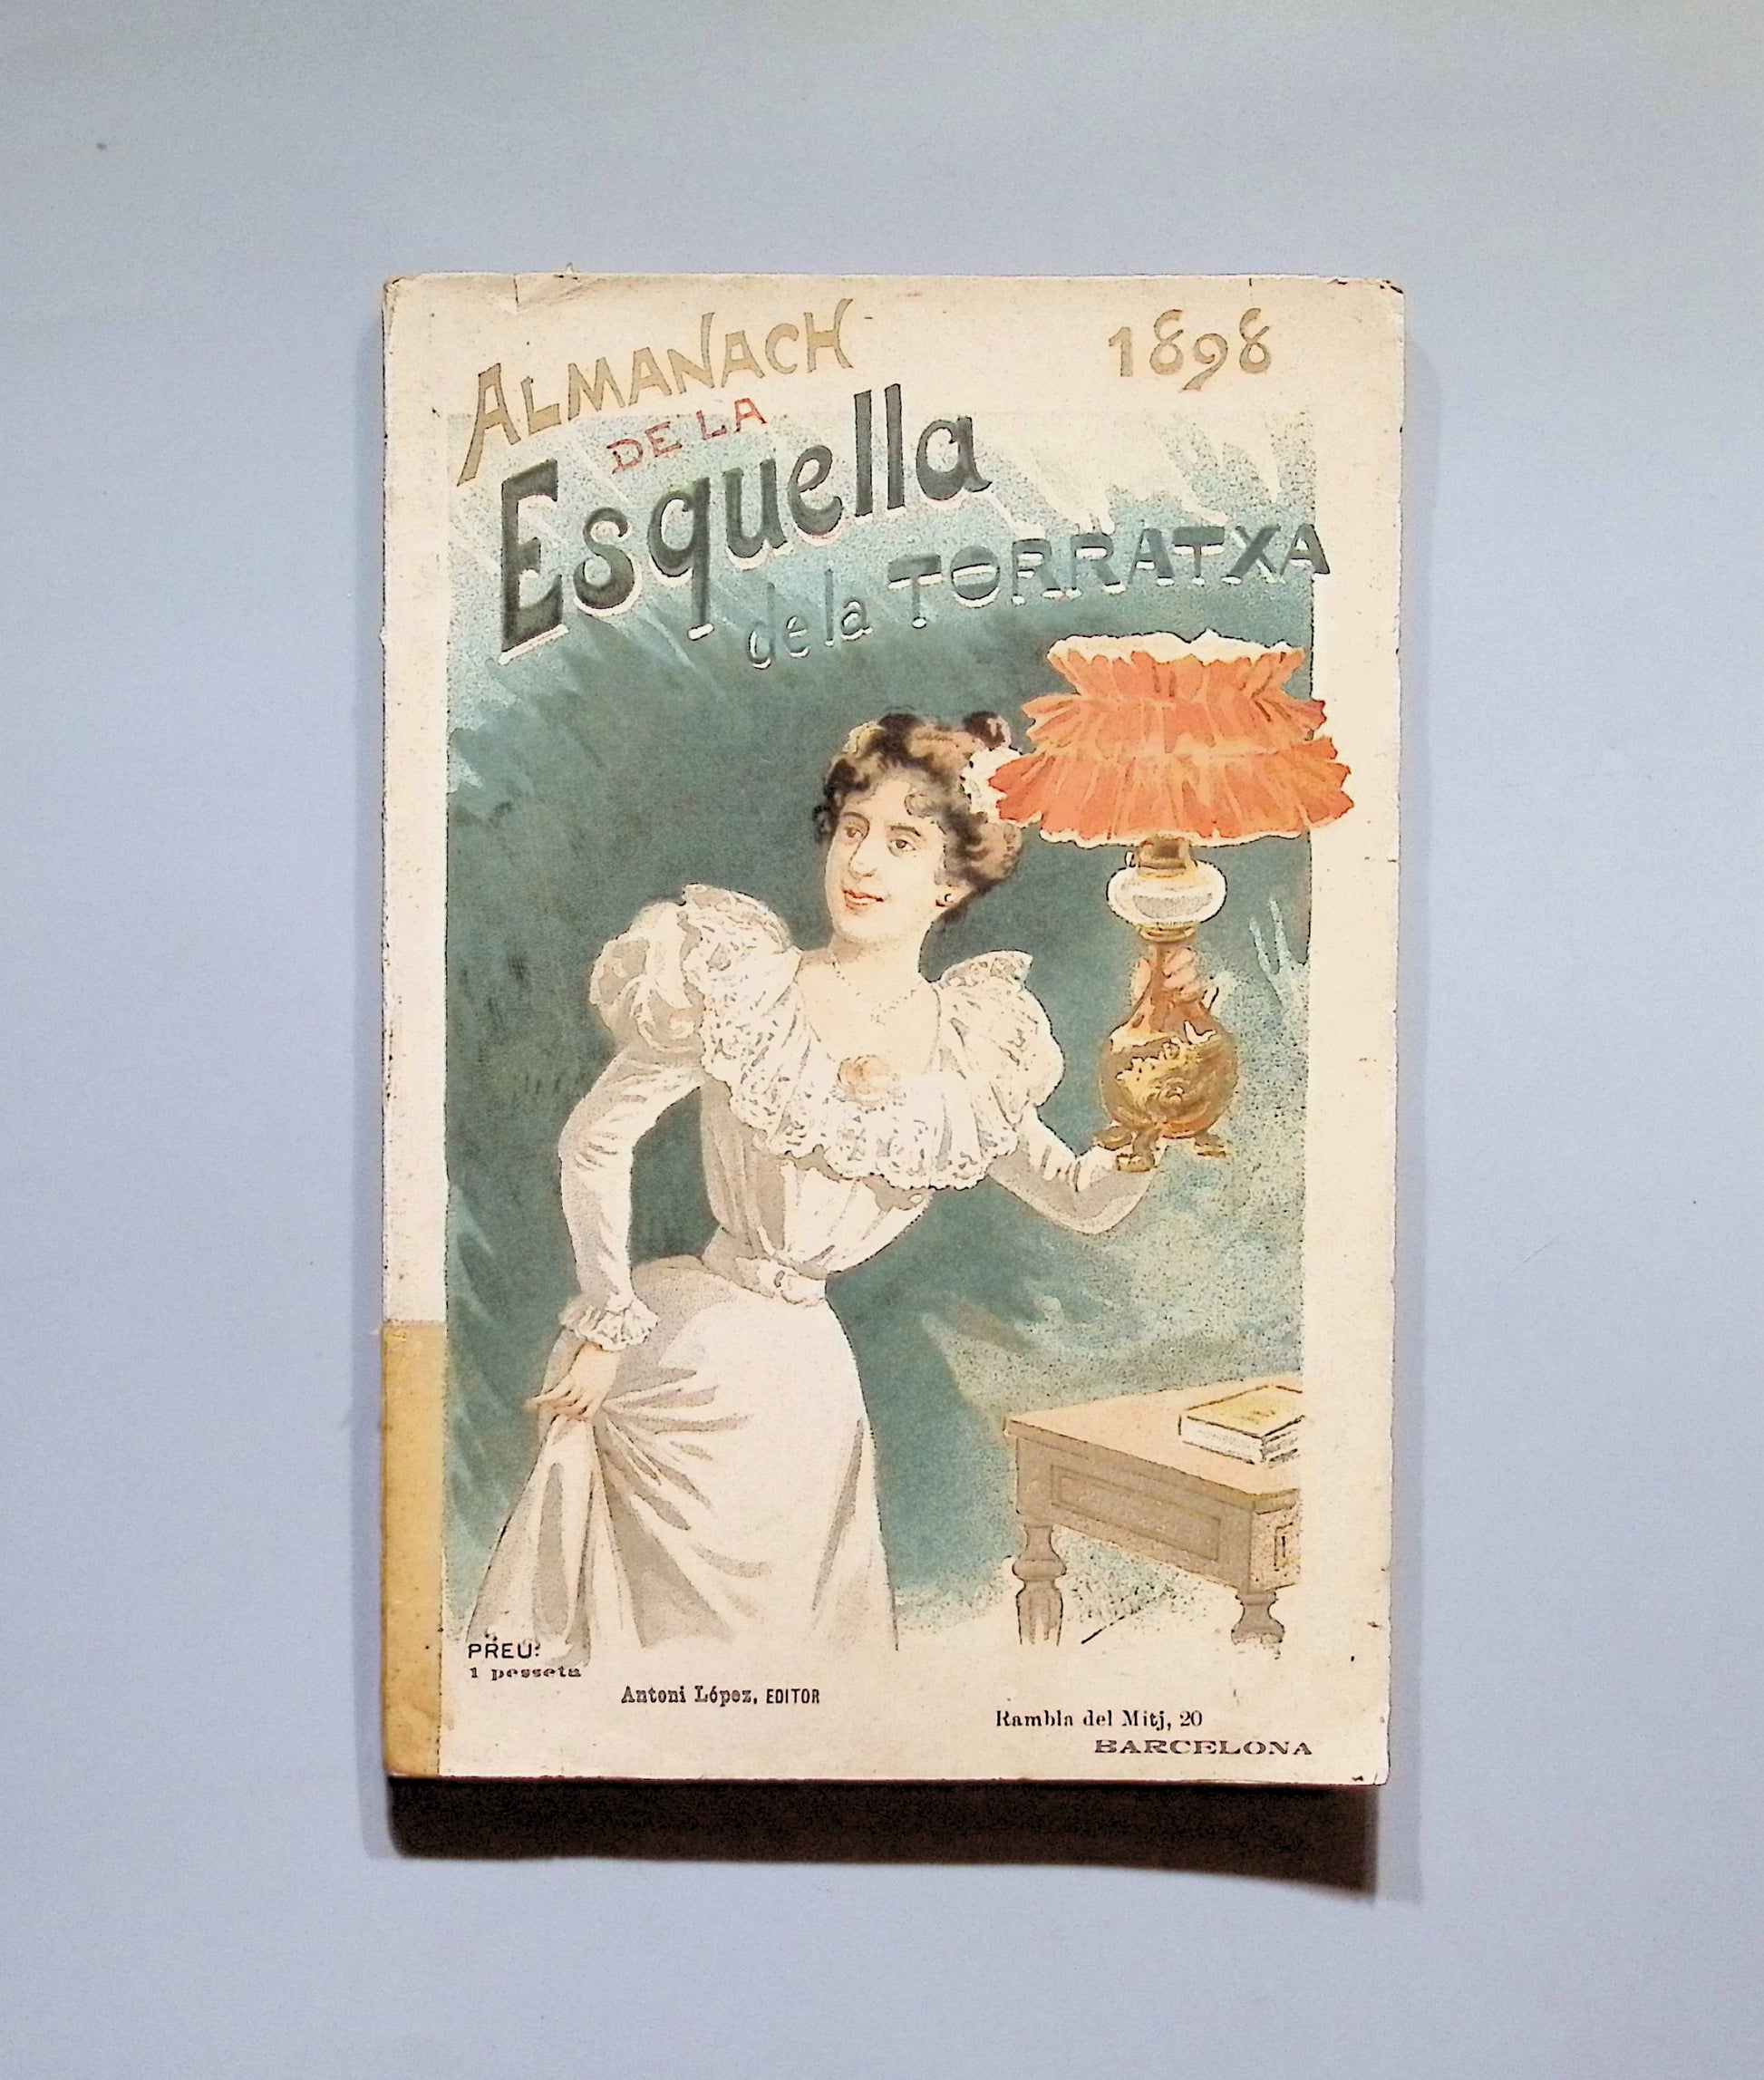 ALMANACH
1898
DE LA
Esquella
de la TORRATXA
PREU:
1 pesseta
Antoni López, EDITOR
Rambla del Mitj, 20
BARCELONA